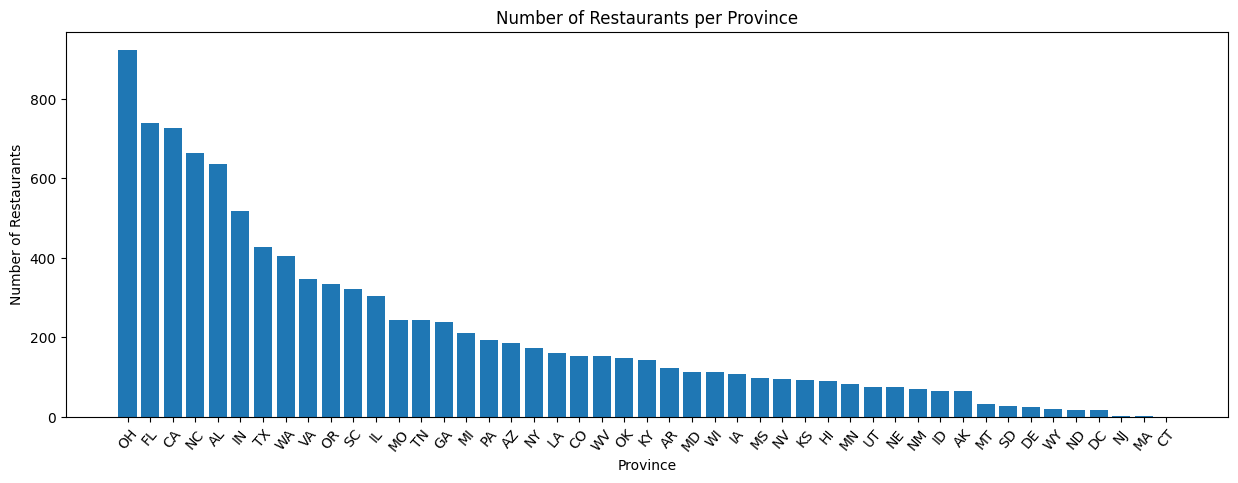 Number of Restaurants per Province
Number of Restaurants
800
600
400
200
0
OH FL CA NC AL IN TX WA VA OR SC IL MO TN GA MI PA AZ NY LA CO WV OK KY AR MD WI IA MS NV KS HI MN UT NE NM ID AK MT SD DE WY ND DC NJ MA CT
Province